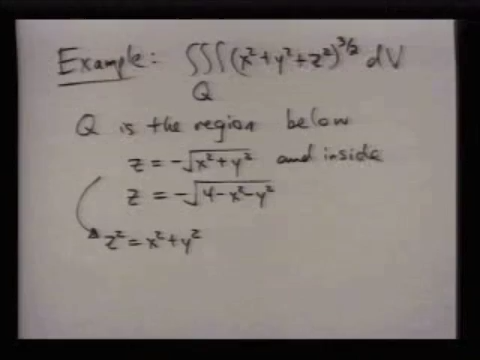 Example: ∭(x²+y²+z²)^3/2 dV
Q
Q is the region below
z = -√(x²+y²) and inside
z = -√(4-x²-y²)
z² = x²+y²